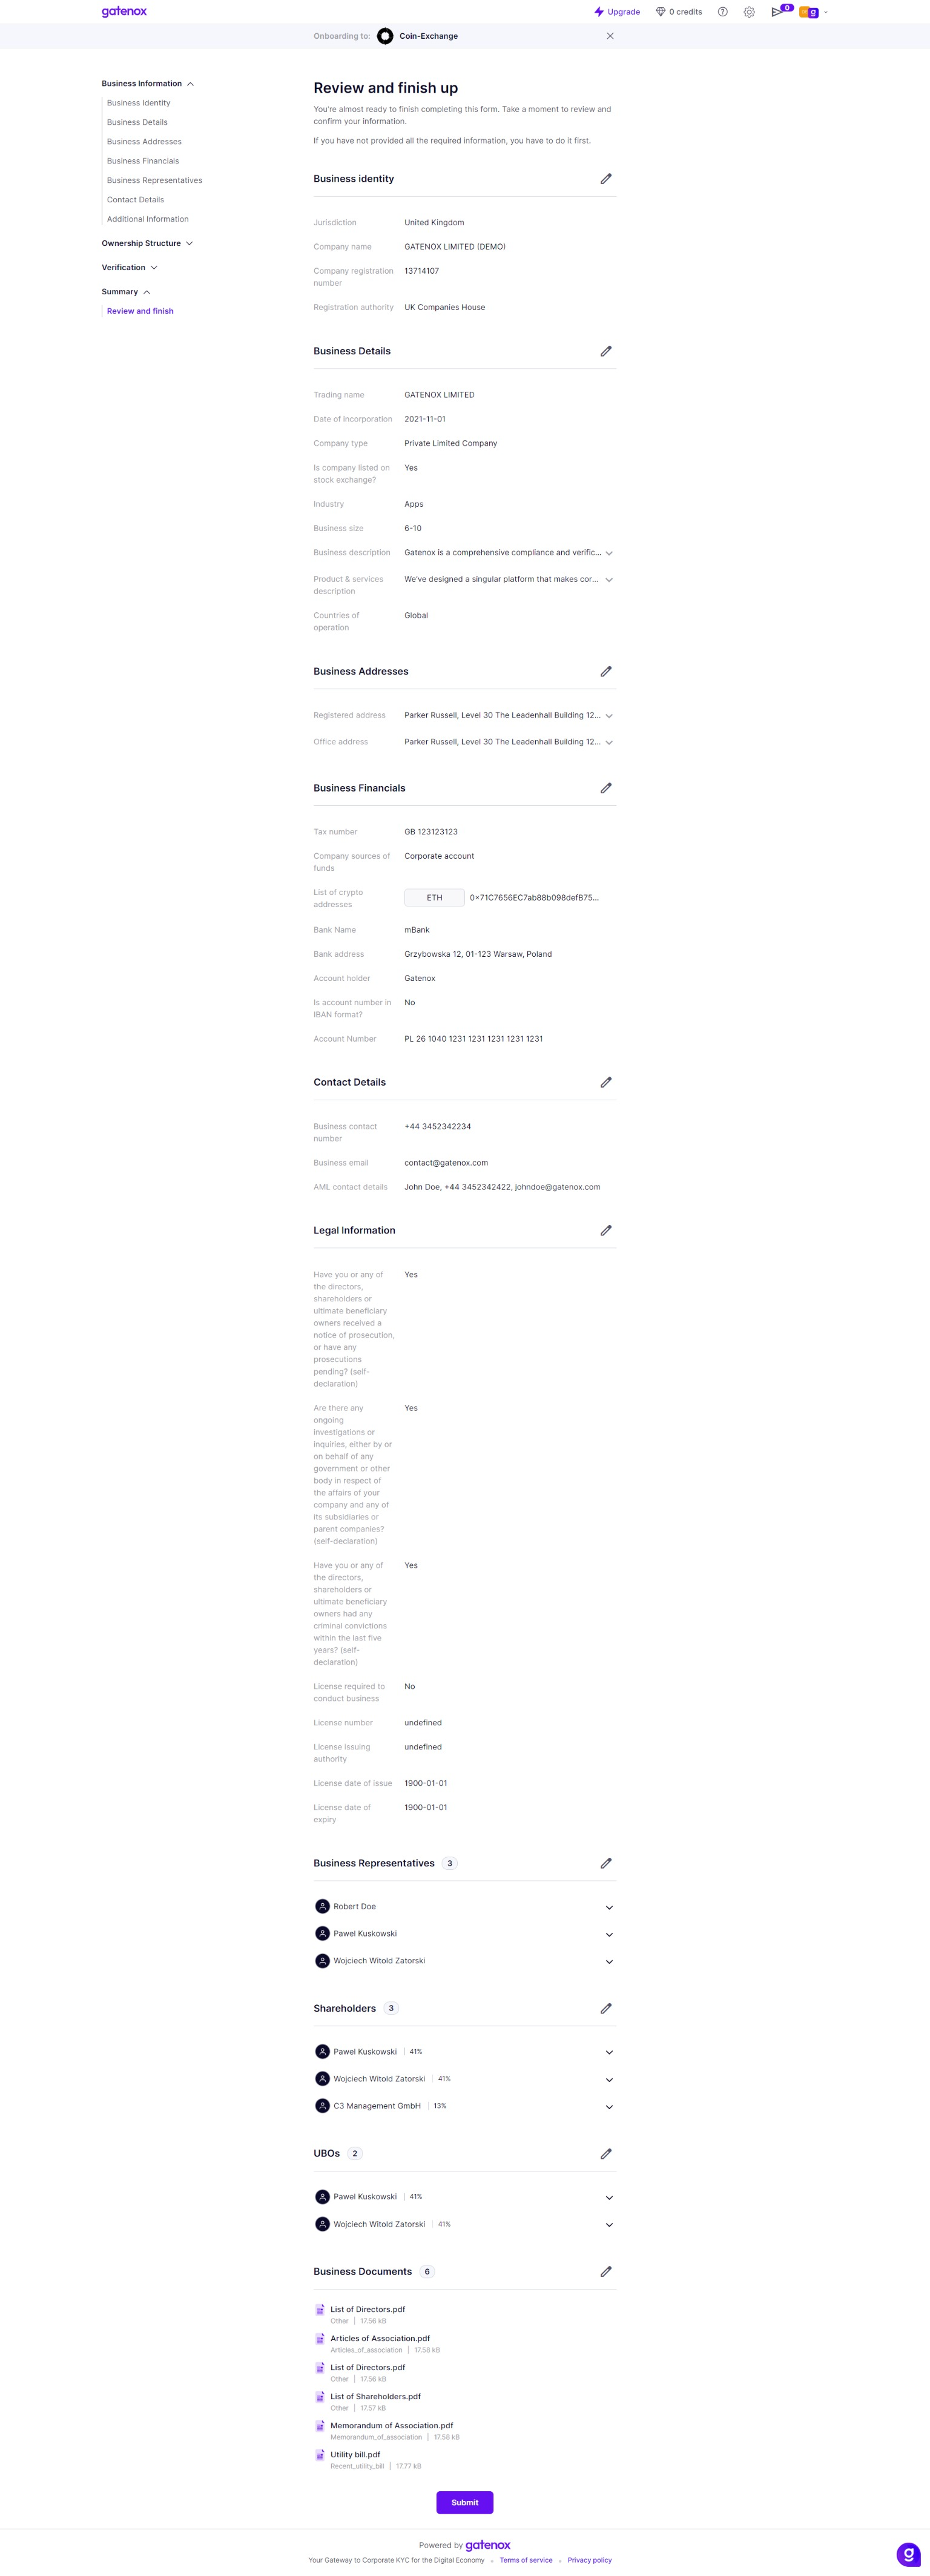 gatenox
Upgrade
0 credits
0
g
Onboarding to: Coin-Exchange
Business Information
Business Identity
Business Details
Business Addresses
Business Financials
Business Representatives
Contact Details
Additional Information
Ownership Structure
Verification
Summary
Review and finish
Review and finish up
You're almost ready to finish completing this form. Take a moment to review and
confirm your information.
If you have not provided all the required information, you have to do it first.
Business identity
Jurisdiction United Kingdom
Company name GATENOX LIMITED (DEMO)
Company registration 13714107
number
Registration authority UK Companies House
Business Details
Trading name GATENOX LIMITED
Date of incorporation 2021-11-01
Company type Private Limited Company
Is company listed on Yes
stock exchange?
Industry Apps
Business size 6-10
Business description Gatenox is a comprehensive compliance and verific...
Product & services We've designed a singular platform that makes cor...
description
Countries of Global
operation
Business Addresses
Registered address Parker Russell, Level 30 The Leadenhall Building 12...
Office address Parker Russell, Level 30 The Leadenhall Building 12...
Business Financials
Tax number GB 123123123
Company sources of Corporate account
funds
List of crypto ETH 0x71C7656EC7ab88b098defB75...
addresses
Bank Name mBank
Bank address Grzybowska 12, 01-123 Warsaw, Poland
Account holder Gatenox
Is account number in No
IBAN format?
Account Number PL 26 1040 1231 1231 1231 1231 1231
Contact Details
Business contact +44 3452342234
number
Business email contact@gatenox.com
AML contact details John Doe, +44 3452342422, johndoe@gatenox.com
Legal Information
Have you or any of Yes
the directors,
shareholders or
ultimate beneficiary
owners received a
notice of prosecution,
or have any
prosecutions
pending? (self-
declaration)
Are there any Yes
ongoing
investigations or
inquiries, either by or
on behalf of any
government or other
body in respect of
the affairs of your
company and any of
its subsidiaries or
parent companies?
(self-declaration)
Have you or any of Yes
the directors,
shareholders or
ultimate beneficiary
owners had any
criminal convictions
within the last five
years? (self-
declaration)
License required to No
conduct business
License number undefined
License issuing undefined
authority
License date of issue 1900-01-01
License date of 1900-01-01
expiry
Business Representatives 3
Robert Doe
Pawel Kuskowski
Wojciech Witold Zatorski
Shareholders 3
Pawel Kuskowski | 41%
Wojciech Witold Zatorski | 41%
C3 Management GmbH | 13%
UBOs 2
Pawel Kuskowski | 41%
Wojciech Witold Zatorski | 41%
Business Documents 6
List of Directors.pdf
Other | 17.56 kB
Articles of Association.pdf
Articles_of_association | 17.58 kB
List of Directors.pdf
Other | 17.56 kB
List of Shareholders.pdf
Other | 17.57 kB
Memorandum of Association.pdf
Memorandum_of_association | 17.58 kB
Utility bill.pdf
Recent_utility_bill | 17.77 kB
Submit
Powered by gatenox
Your Gateway to Corporate KYC for the Digital Economy • Terms of service • Privacy policy
g